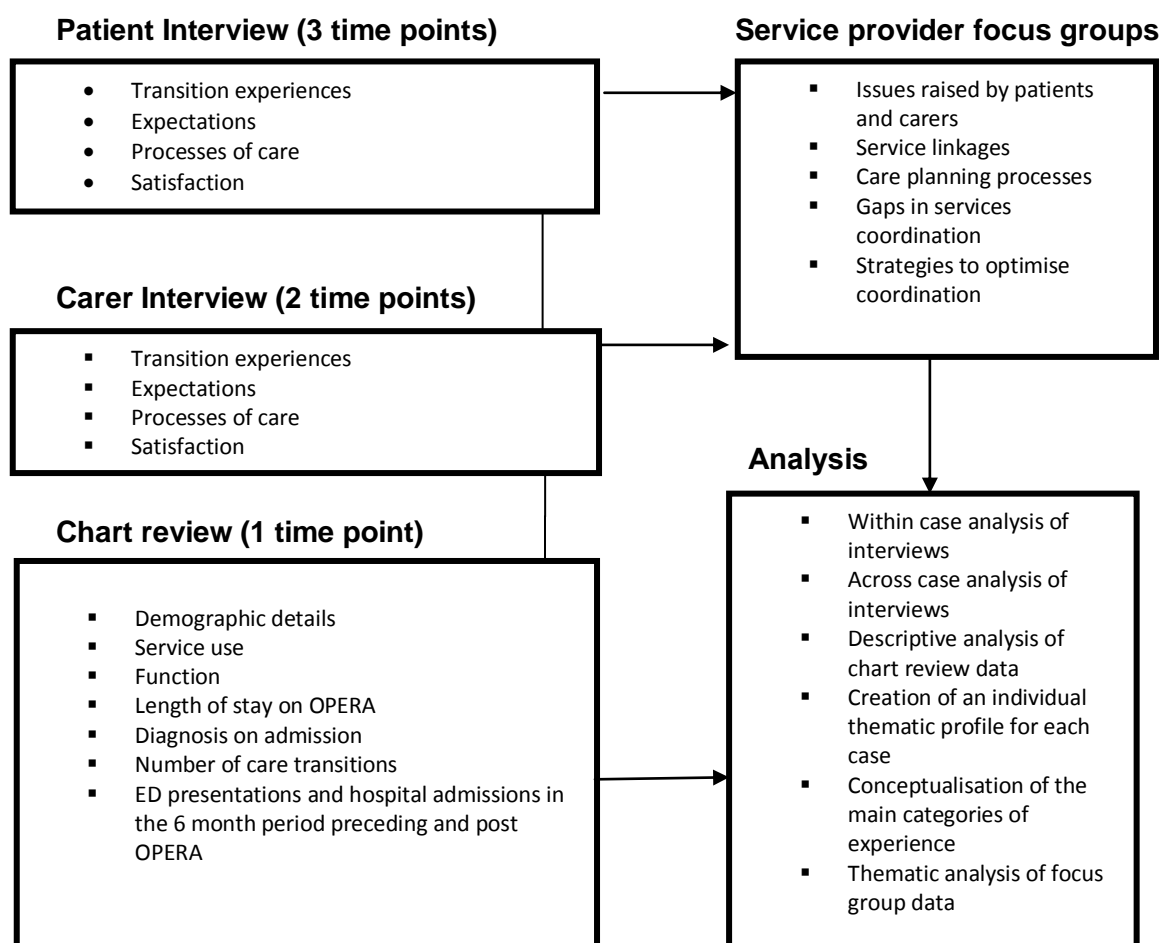 Patient Interview (3 time points)
• Transition experiences
• Expectations
• Processes of care
• Satisfaction
Carer Interview (2 time points)
▪ Transition experiences
▪ Expectations
▪ Processes of care
▪ Satisfaction
Chart review (1 time point)
▪ Demographic details
▪ Service use
▪ Function
▪ Length of stay on OPERA
▪ Diagnosis on admission
▪ Number of care transitions
▪ ED presentations and hospital admissions in
the 6 month period preceding and post
OPERA
Service provider focus groups
▪ Issues raised by patients
and carers
▪ Service linkages
▪ Care planning processes
▪ Gaps in services
coordination
▪ Strategies to optimise
coordination
Analysis
▪ Within case analysis of
interviews
▪ Across case analysis of
interviews
▪ Descriptive analysis of
chart review data
▪ Creation of an individual
thematic profile for each
case
▪ Conceptualisation of the
main categories of
experience
▪ Thematic analysis of focus
group data